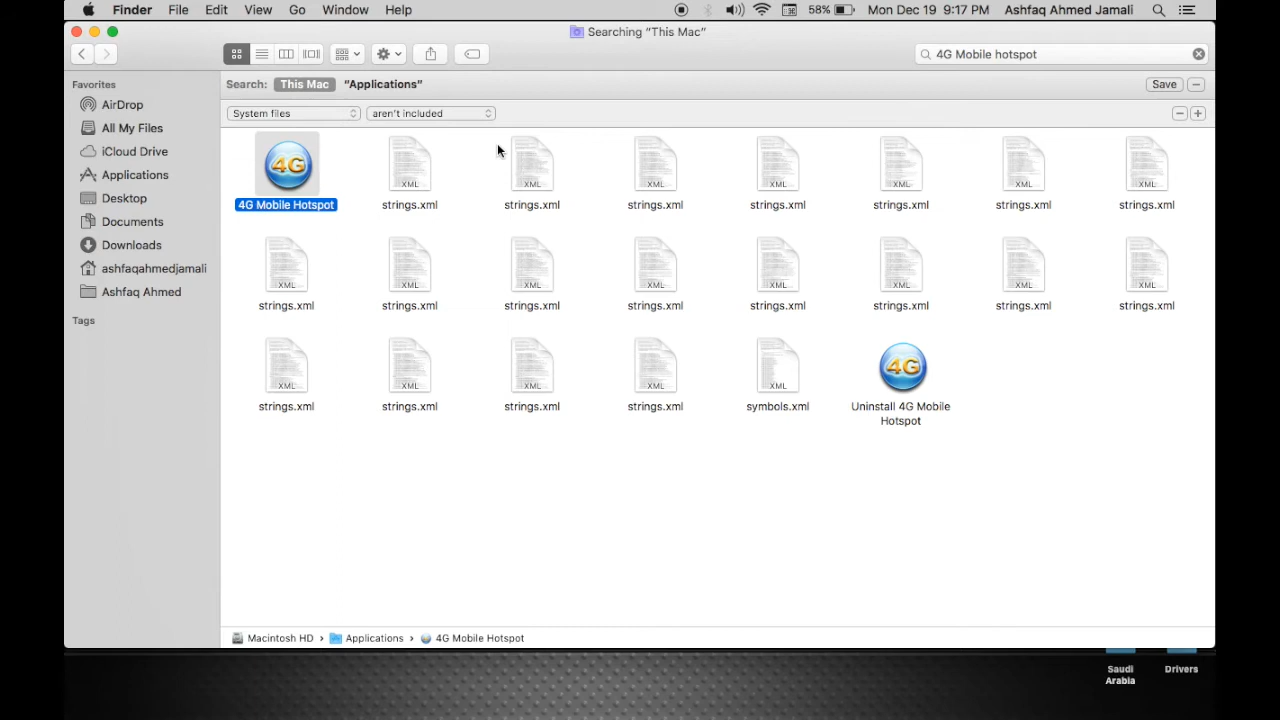 Finder File Edit View Go Window Help 58% Mon Dec 19 9:17 PM Ashfaq Ahmed Jamali
Searching “This Mac”
4G Mobile hotspot
Favorites
AirDrop
All My Files
iCloud Drive
Applications
Desktop
Documents
Downloads
ashfaqahmedjamali
Ashfaq Ahmed
Tags
Search: This Mac “Applications” Save
System files aren't included
4G XML XML XML XML XML XML XML
4G Mobile Hotspot strings.xml strings.xml strings.xml strings.xml strings.xml strings.xml strings.xml
XML XML XML XML XML XML XML XML
strings.xml strings.xml strings.xml strings.xml strings.xml strings.xml strings.xml strings.xml
XML XML XML XML XML 4G
strings.xml strings.xml strings.xml strings.xml symbols.xml Uninstall 4G Mobile
Hotspot
Macintosh HD › Applications › 4G Mobile Hotspot
Saudi
Arabia
Drivers